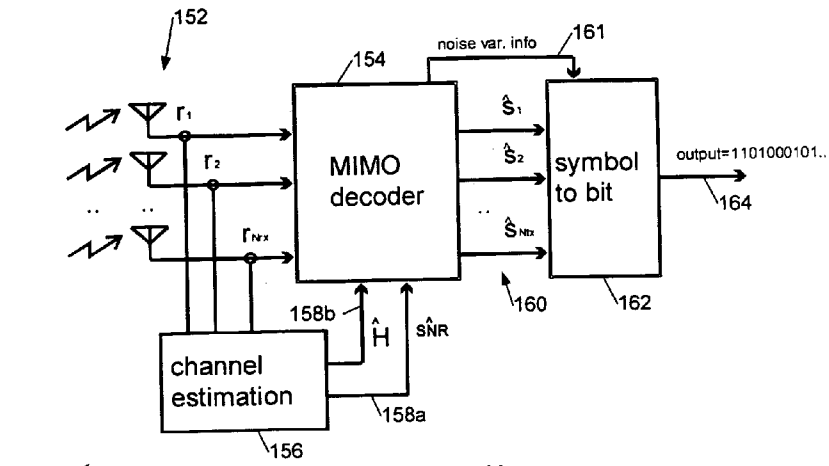 152
noise var. info
161
154
r1
Ŝ1
r2
MIMO
decoder
Ŝ2
symbol
to bit
output=1101000101..
164
.. ..
..
rNrx
ŜNtx
160
162
158b
Ĥ
SN̂R
channel
estimation
158a
156